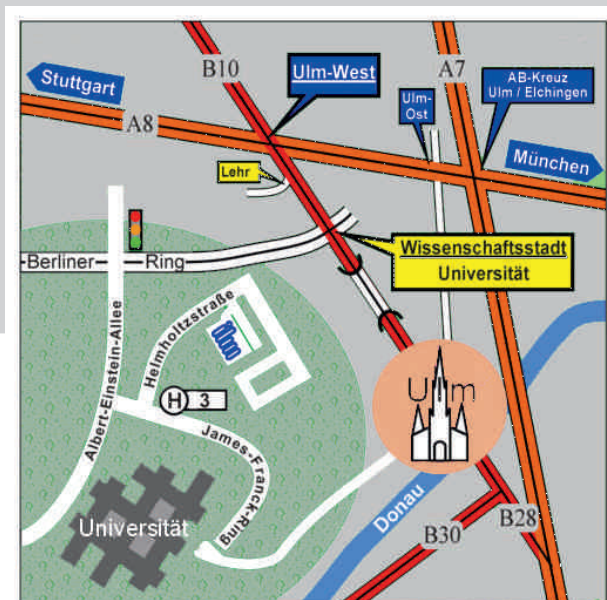 B10
A7
Stuttgart
Ulm-West
Ulm-
Ost
AB-Kreuz
Ulm / Elchingen
A8
München
Lehr
Wissenschaftsstadt
Universität
Berliner Ring
Helmholtzstraße
Albert-Einstein-Allee
H 3
Ulm
James-Franck-Ring
Universität
Donau
B30
B28